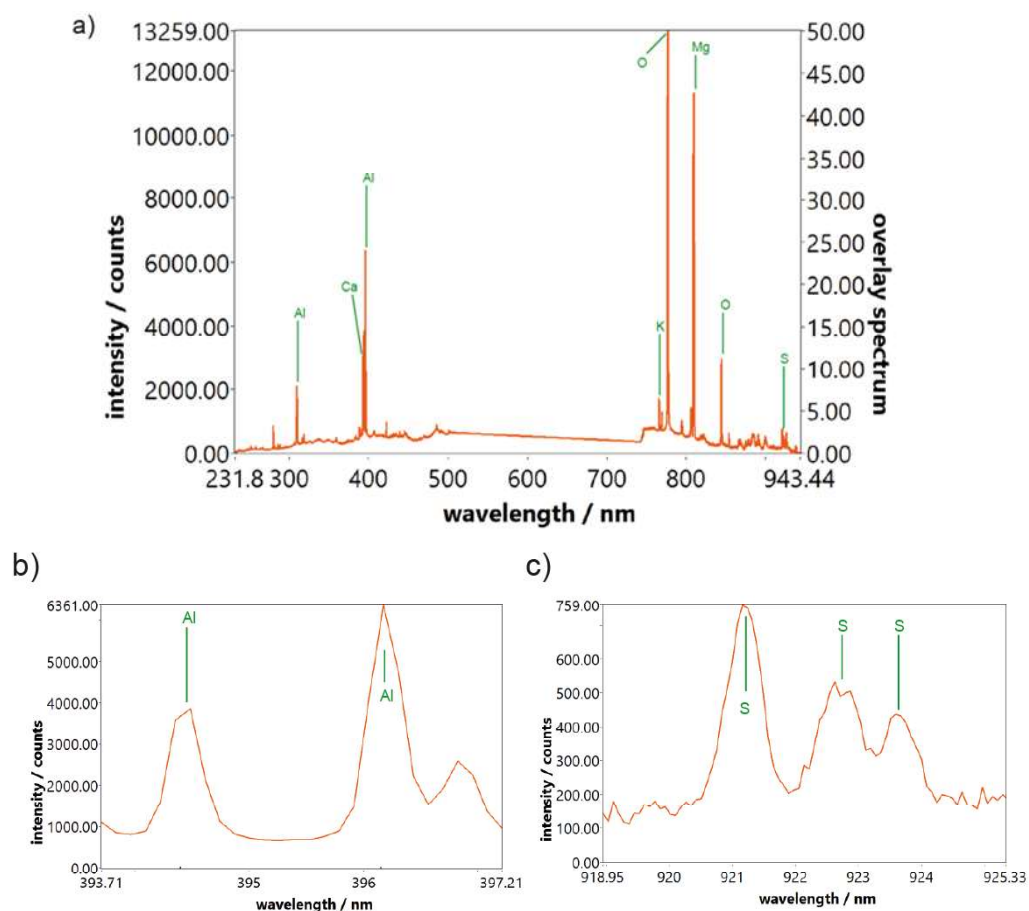 a)
13259.00
12000.00
10000.00
8000.00
6000.00
4000.00
2000.00
0.00
intensity / counts
50.00
45.00
40.00
35.00
30.00
25.00
20.00
15.00
10.00
5.00
0.00
overlay spectrum
Al
Ca
Al
K
O
Mg
O
S
231.8 300 400 500 600 700 800 943.44
wavelength / nm
b)
6361.00
5000.00
4000.00
3000.00
2000.00
1000.00
0.00
intensity / counts
Al
Al
393.71 395 396 397.21
wavelength / nm
c)
759.00
600.00
500.00
400.00
300.00
200.00
100.00
00.00
intensity / counts
S
S
S
918.95 920 921 922 923 924 925.33
wavelength / nm